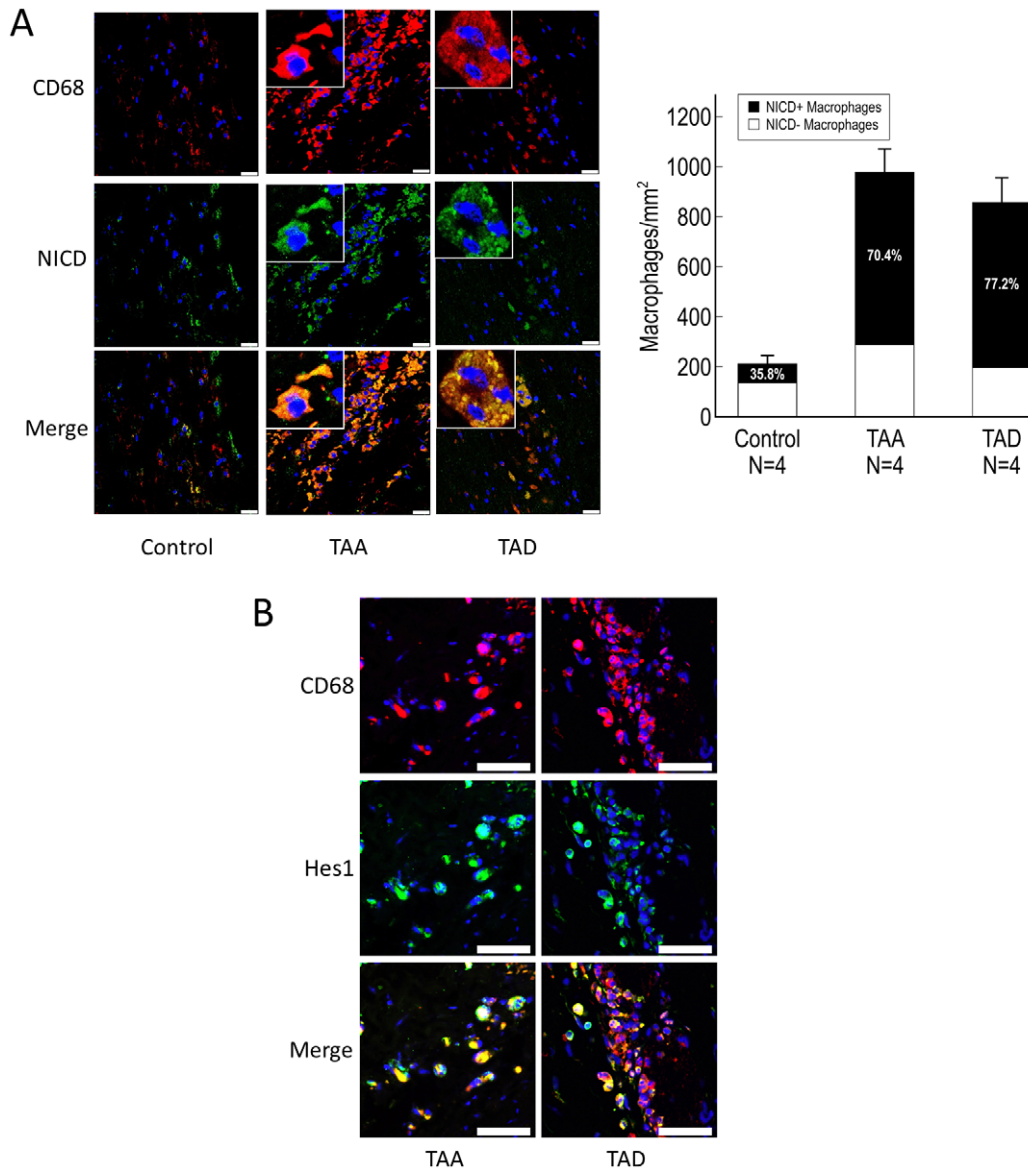 A
CD68
NICD
Merge
Control
TAA
TAD
NICD+ Macrophages
NICD- Macrophages
Macrophages/mm²
1200
1000
800
600
400
200
0
35.8%
70.4%
77.2%
Control
N=4
TAA
N=4
TAD
N=4
B
CD68
Hes1
Merge
TAA
TAD